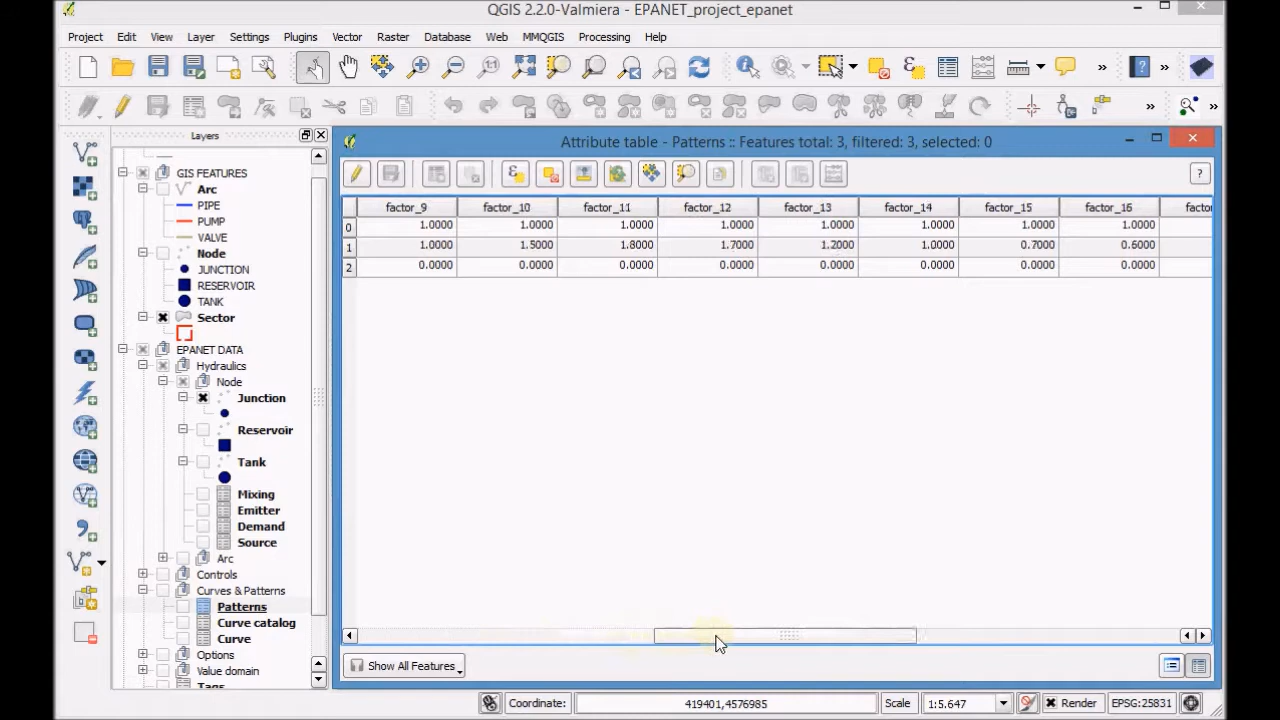 QGIS 2.2.0-Valmiera - EPANET_project_epanet
Project Edit View Layer Settings Plugins Vector Raster Database Web MMQGIS Processing Help
Layers
GIS FEATURES
Arc
PIPE
PUMP
VALVE
Node
JUNCTION
RESERVOIR
TANK
Sector
EPANET DATA
Hydraulics
Node
Junction
Reservoir
Tank
Mixing
Emitter
Demand
Source
Arc
Controls
Curves & Patterns
Patterns
Curve catalog
Curve
Options
Value domain
Tags
Attribute table - Patterns :: Features total: 3, filtered: 3, selected: 0
?
factor_9 factor_10 factor_11 factor_12 factor_13 factor_14 factor_15 factor_16 facto
0 1.0000 1.0000 1.0000 1.0000 1.0000 1.0000 1.0000 1.0000
1 1.0000 1.5000 1.8000 1.7000 1.2000 1.0000 0.7000 0.6000
2 0.0000 0.0000 0.0000 0.0000 0.0000 0.0000 0.0000 0.0000
Show All Features
Coordinate: 419401,4576985 Scale 1:5.647 Render EPSG:25831